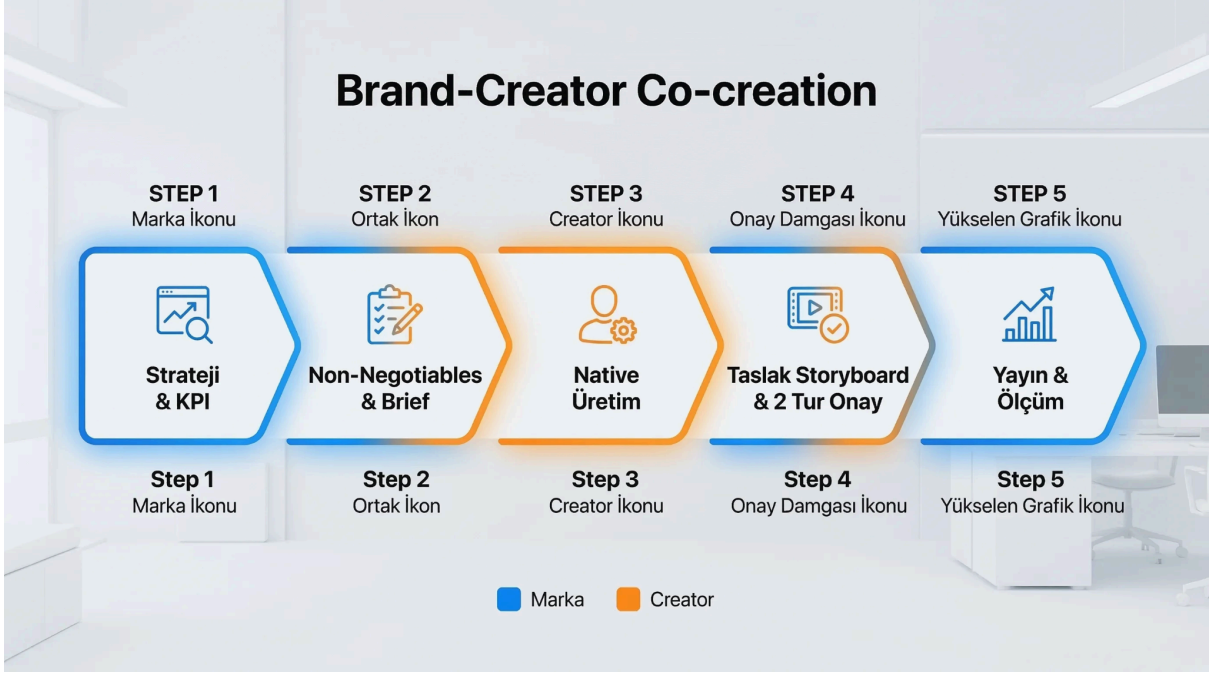 Brand-Creator Co-creation
STEP 1
Marka İkonu
STEP 2
Ortak İkon
STEP 3
Creator İkonu
STEP 4
Onay Damgası İkonu
STEP 5
Yükselen Grafik İkonu
Strateji
& KPI
Non-Negotiables
& Brief
Native
Üretim
Taslak Storyboard
& 2 Tur Onay
Yayın &
Ölçüm
Step 1
Marka İkonu
Step 2
Ortak İkon
Step 3
Creator İkonu
Step 4
Onay Damgası İkonu
Step 5
Yükselen Grafik İkonu
Marka
Creator